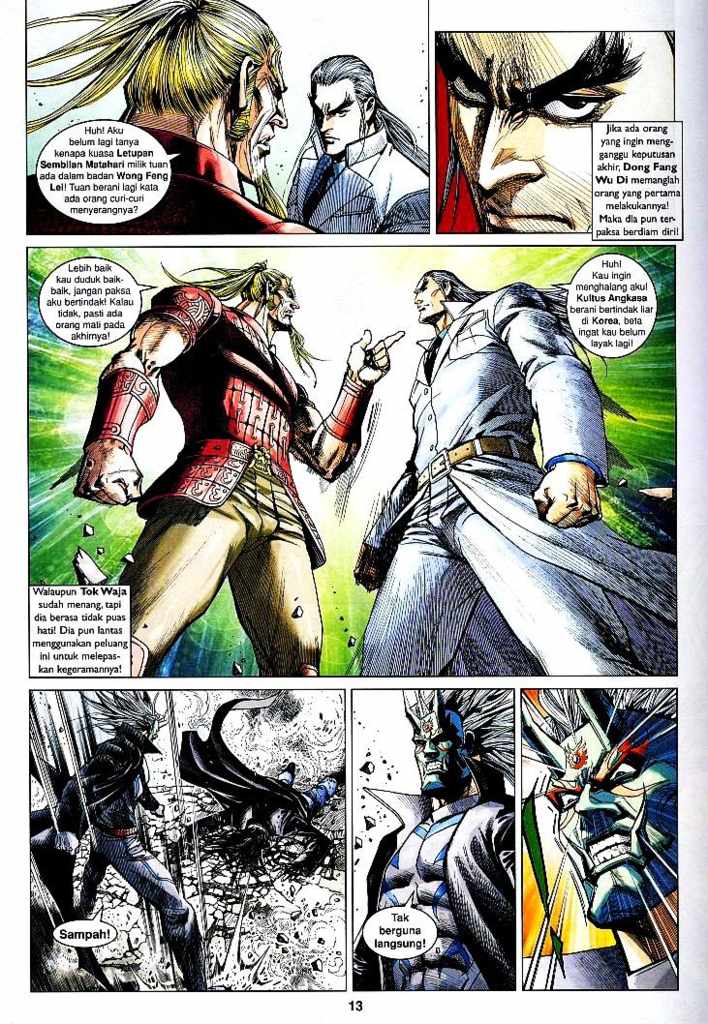 Huh! Aku
belum lagi tanya
kenapa kuasa Letupan
Sembilan Matahari milik tuan
ada dalam badan Wong Feng
Lei! Tuan berani lagi kata
ada orang curi-curi
menyerangnya?
Jika ada orang
yang ingin meng-
ganggu keputusan
akhir, Dong Fang
Wu Di memanglah
orang yang pertama
melakukannya!
Maka dia pun ter-
paksa berdiam diri!
Lebih baik
kau duduk baik-
baik, jangan paksa
aku bertindak! Kalau
tidak, pasti ada
orang mati pada
akhirnya!
Huh!
Kau ingin
menghalang aku!
Kultus Angkasa
berani bertindak liar
di Korea, beta
ingat kau belum
layak lagi!
Walaupun Tok Waja
sudah menang, tapi
dia berasa tidak puas
hati! Dia pun lantas
menggunakan peluang
ini untuk melepas-
kan kegeramannya!
Sampah!
Tak
berguna
langsung!
13